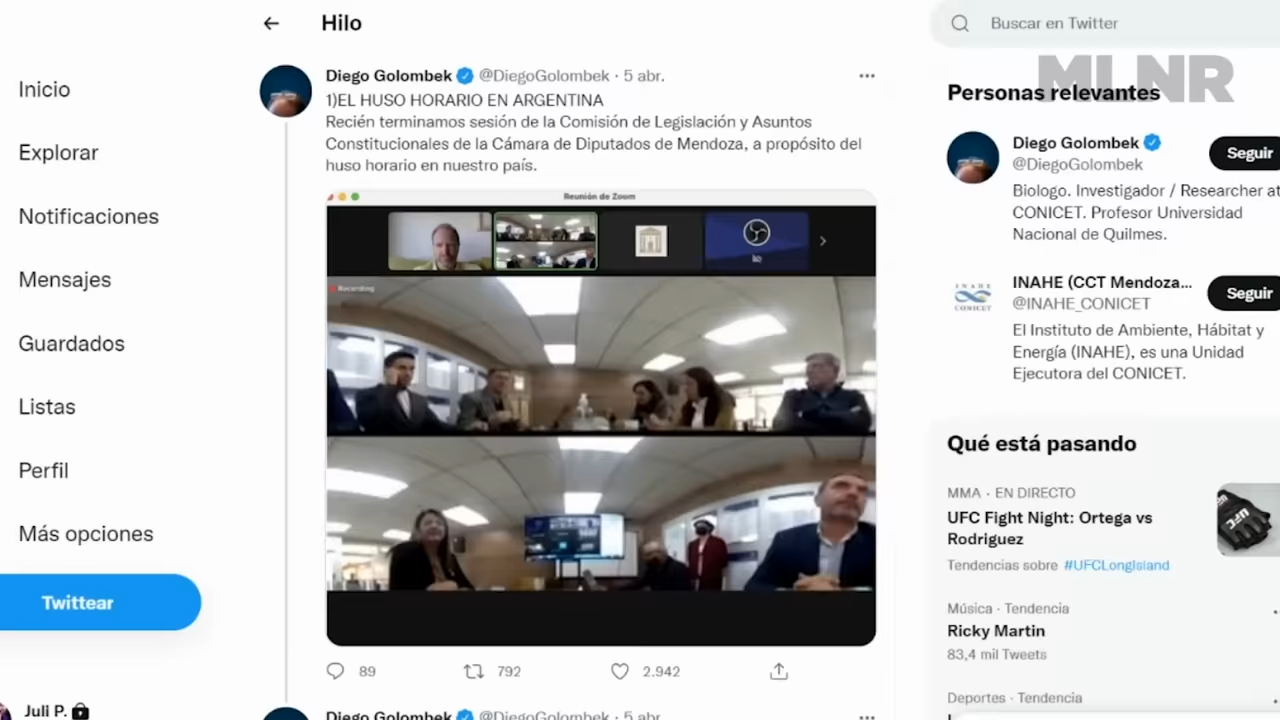 Hilo
Buscar en Twitter
MLNR
Inicio
Explorar
Notificaciones
Mensajes
Guardados
Listas
Perfil
Más opciones
Twittear
Juli P.
Diego Golombek @DiegoGolombek · 5 abr.
1)EL HUSO HORARIO EN ARGENTINA
Recién terminamos sesión de la Comisión de Legislación y Asuntos
Constitucionales de la Cámara de Diputados de Mendoza, a propósito del
huso horario en nuestro país.
Reunión de Zoom
Recording
89 792 2.942
Diego Golombek @DiegoGolombek · 5 abr.
Personas relevantes
Diego Golombek
@DiegoGolombek
Seguir
Biologo. Investigador / Researcher at
CONICET. Profesor Universidad
Nacional de Quilmes.
INAHE
CONICET
INAHE (CCT Mendoza...
@INAHE_CONICET
Seguir
El Instituto de Ambiente, Hábitat y
Energía (INAHE), es una Unidad
Ejecutora del CONICET.
Qué está pasando
MMA · EN DIRECTO
UFC Fight Night: Ortega vs
Rodriguez
UFC
Tendencias sobre #UFCLongIsland
Música · Tendencia
Ricky Martin
83,4 mil Tweets
Deportes · Tendencia